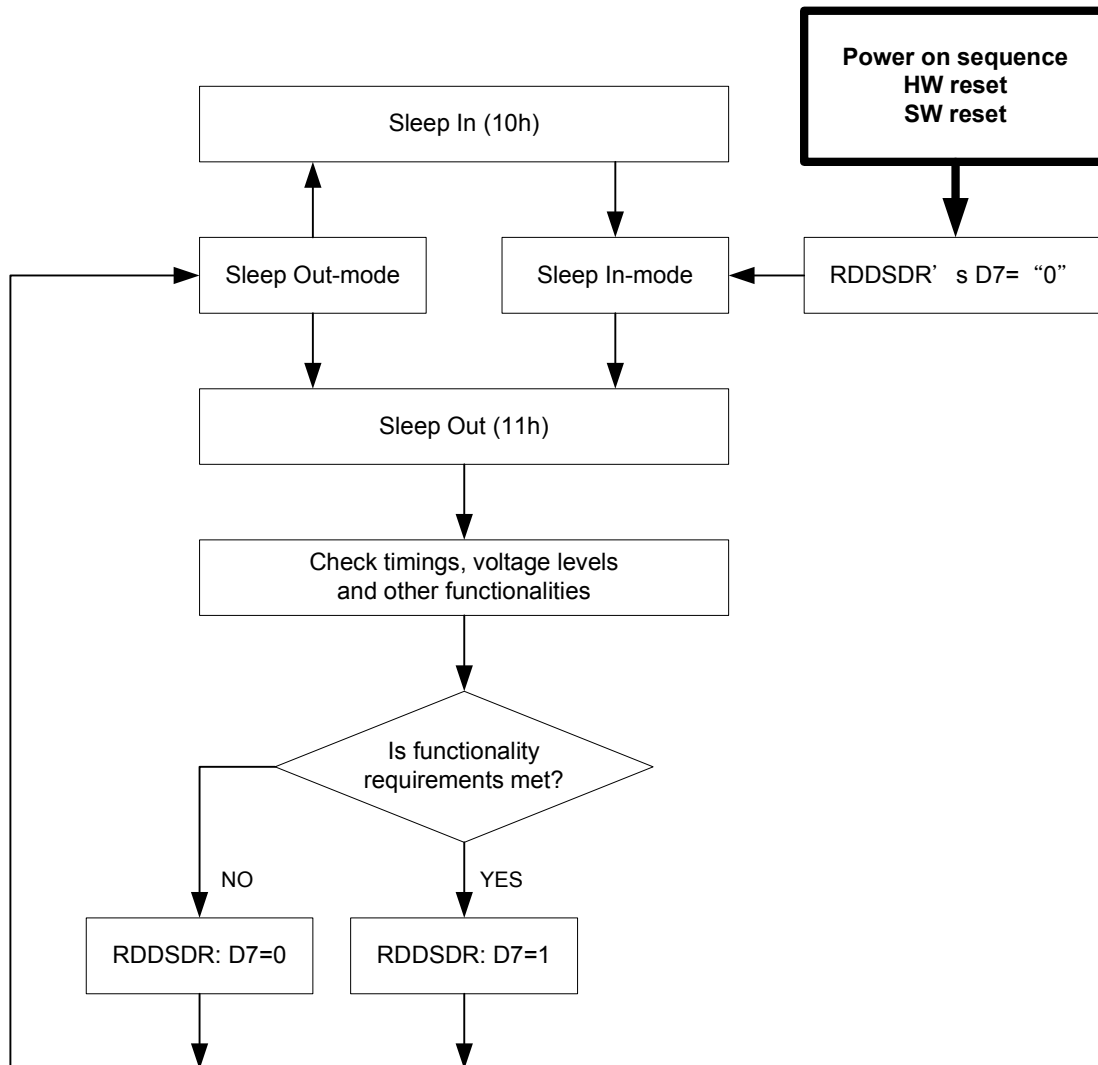 Power on sequence
HW reset
SW reset
Sleep In (10h)
Sleep Out-mode
Sleep In-mode
RDDSDR’ s D7= “0”
Sleep Out (11h)
Check timings, voltage levels
and other functionalities
Is functionality
requirements met?
NO
YES
RDDSDR: D7=0
RDDSDR: D7=1